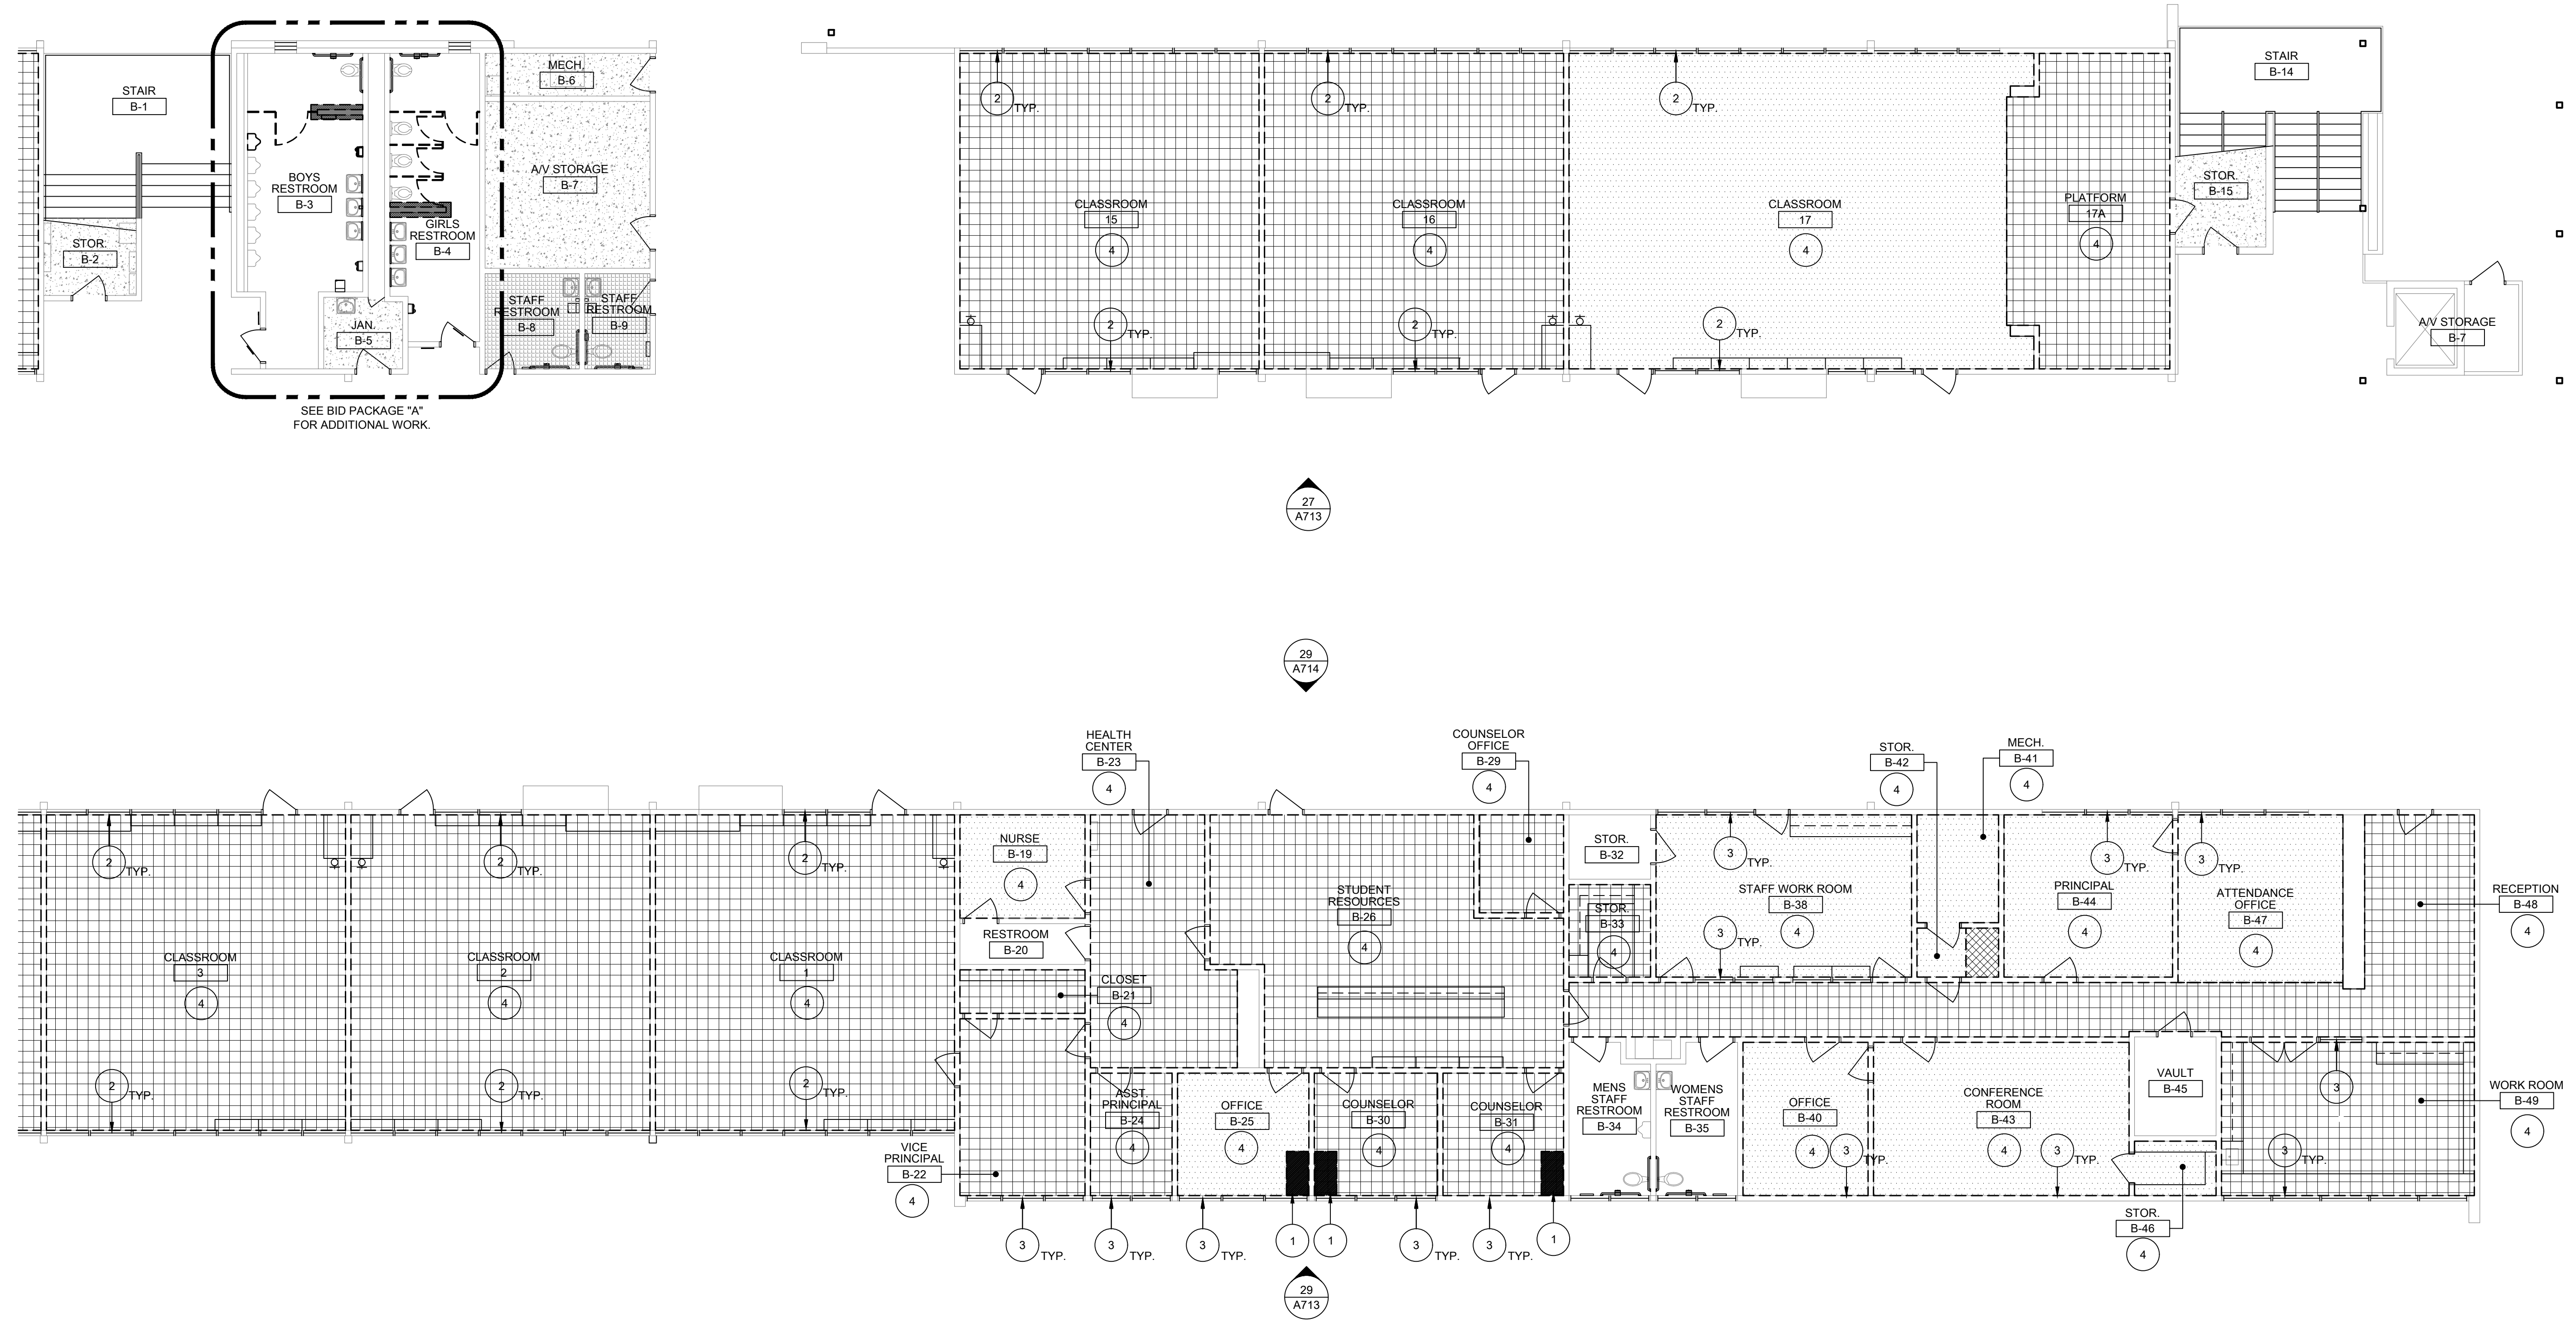 STAIR
B-1
STOR.
B-2
BOYS
RESTROOM
B-3
GIRLS
RESTROOM
B-4
JAN.
B-5
MECH.
B-6
A/V STORAGE
B-7
STAFF
RESTROOM
B-8
STAFF
RESTROOM
B-9
SEE BID PACKAGE "A"
FOR ADDITIONAL WORK.
2
TYP.
CLASSROOM
15
4
2
TYP.
2
TYP.
CLASSROOM
16
4
2
TYP.
2
TYP.
CLASSROOM
17
4
2
TYP.
PLATFORM
17A
4
STAIR
B-14
STOR.
B-15
A/V STORAGE
B-7
27
A713
29
A714
2
TYP.
CLASSROOM
3
4
2
TYP.
2
TYP.
CLASSROOM
2
4
2
TYP.
2
TYP.
CLASSROOM
1
4
2
TYP.
NURSE
B-19
4
RESTROOM
B-20
CLOSET
B-21
4
VICE
PRINCIPAL
B-22
4
3
TYP.
HEALTH
CENTER
B-23
4
ASST.
PRINCIPAL
B-24
4
3
TYP.
OFFICE
B-25
4
3
TYP.
1
STUDENT
RESOURCES
B-26
4
COUNSELOR
OFFICE
B-29
4
COUNSELOR
B-30
4
1
3
TYP.
COUNSELOR
B-31
4
3
TYP.
1
STOR.
B-32
STOR.
B-33
4
MENS
STAFF
RESTROOM
B-34
WOMENS
STAFF
RESTROOM
B-35
3
TYP.
STAFF WORK ROOM
B-38
4
3
TYP.
OFFICE
B-40
4
3
TYP.
MECH.
B-41
4
STOR.
B-42
4
CONFERENCE
ROOM
B-43
4
3
TYP.
3
TYP.
PRINCIPAL
B-44
4
VAULT
B-45
STOR.
B-46
4
3
TYP.
ATTENDANCE
OFFICE
B-47
4
RECEPTION
B-48
4
3
WORK ROOM
B-49
4
3
TYP.
29
A713